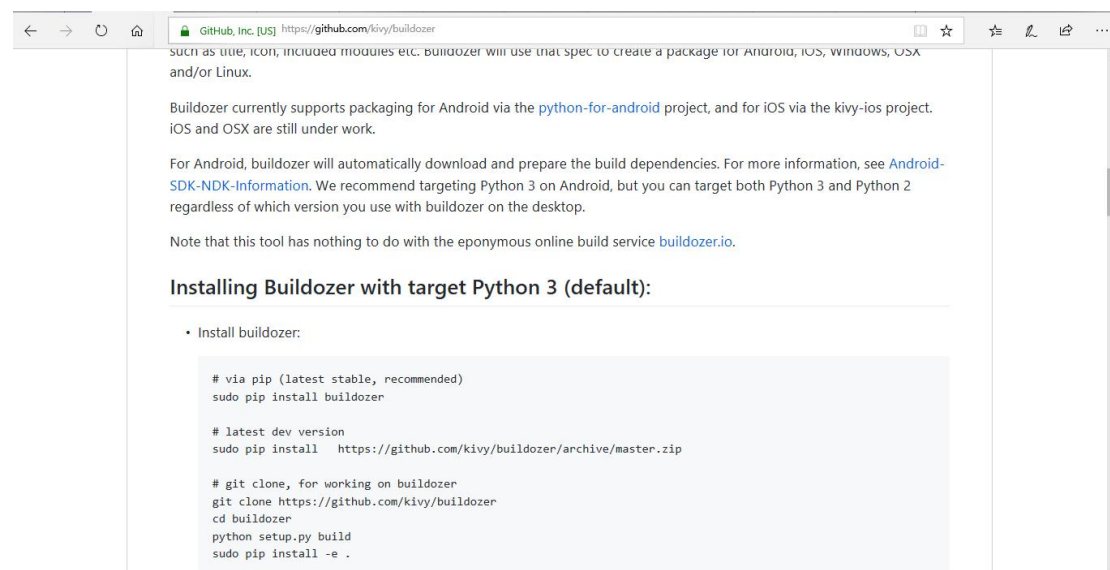 GitHub, Inc. [US] https://github.com/kivy/buildozer
such as title, icon, included modules etc. Buildozer will use that spec to create a package for Android, iOS, Windows, OSX
and/or Linux.
Buildozer currently supports packaging for Android via the python-for-android project, and for iOS via the kivy-ios project.
iOS and OSX are still under work.
For Android, buildozer will automatically download and prepare the build dependencies. For more information, see Android-
SDK-NDK-Information. We recommend targeting Python 3 on Android, but you can target both Python 3 and Python 2
regardless of which version you use with buildozer on the desktop.
Note that this tool has nothing to do with the eponymous online build service buildozer.io.
Installing Buildozer with target Python 3 (default):
• Install buildozer:
# via pip (latest stable, recommended)
sudo pip install buildozer
# latest dev version
sudo pip install   https://github.com/kivy/buildozer/archive/master.zip
# git clone, for working on buildozer
git clone https://github.com/kivy/buildozer
cd buildozer
python setup.py build
sudo pip install -e .